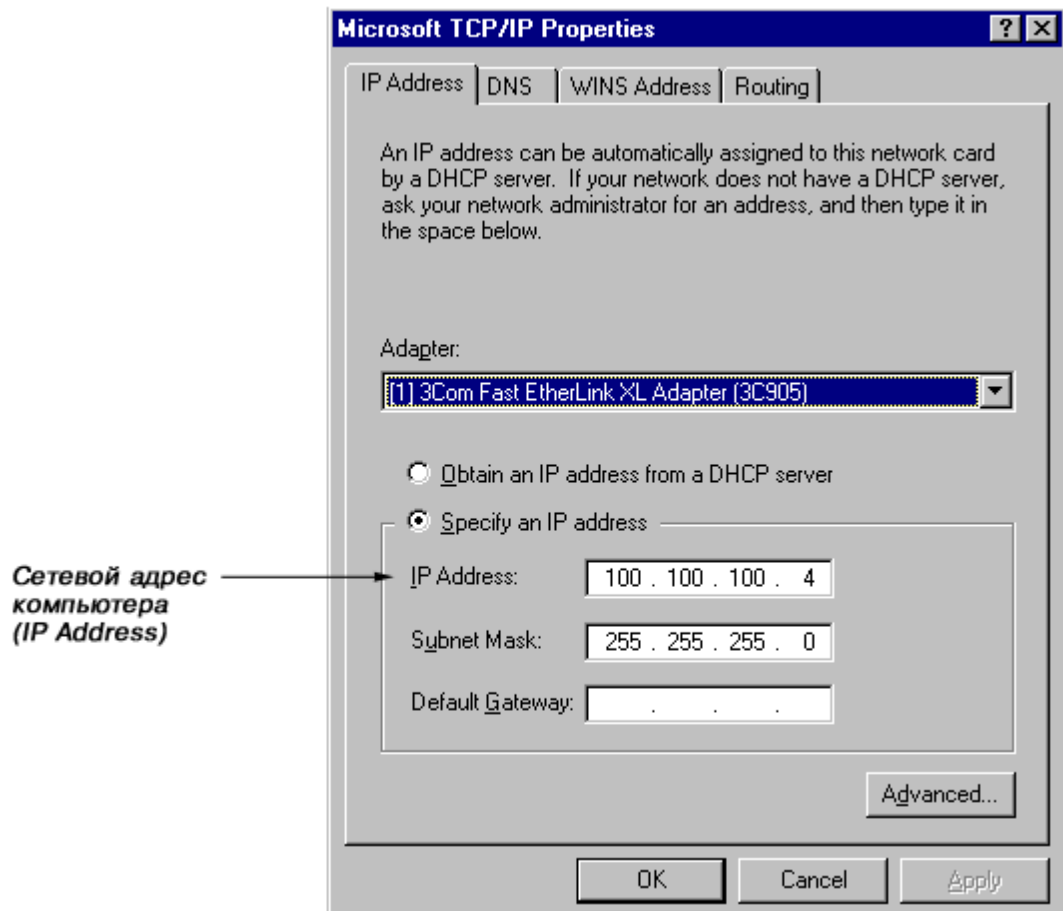 Microsoft TCP/IP Properties
IP Address DNS WINS Address Routing
An IP address can be automatically assigned to this network card
by a DHCP server. If your network does not have a DHCP server,
ask your network administrator for an address, and then type it in
the space below.
Adapter:
[1] 3Com Fast EtherLink XL Adapter (3C905)
Obtain an IP address from a DHCP server
Specify an IP address
Сетевой адрес
компьютера
(IP Address)
IP Address: 100 . 100 . 100 . 4
Subnet Mask: 255 . 255 . 255 . 0
Default Gateway: . . .
Advanced...
OK Cancel Apply